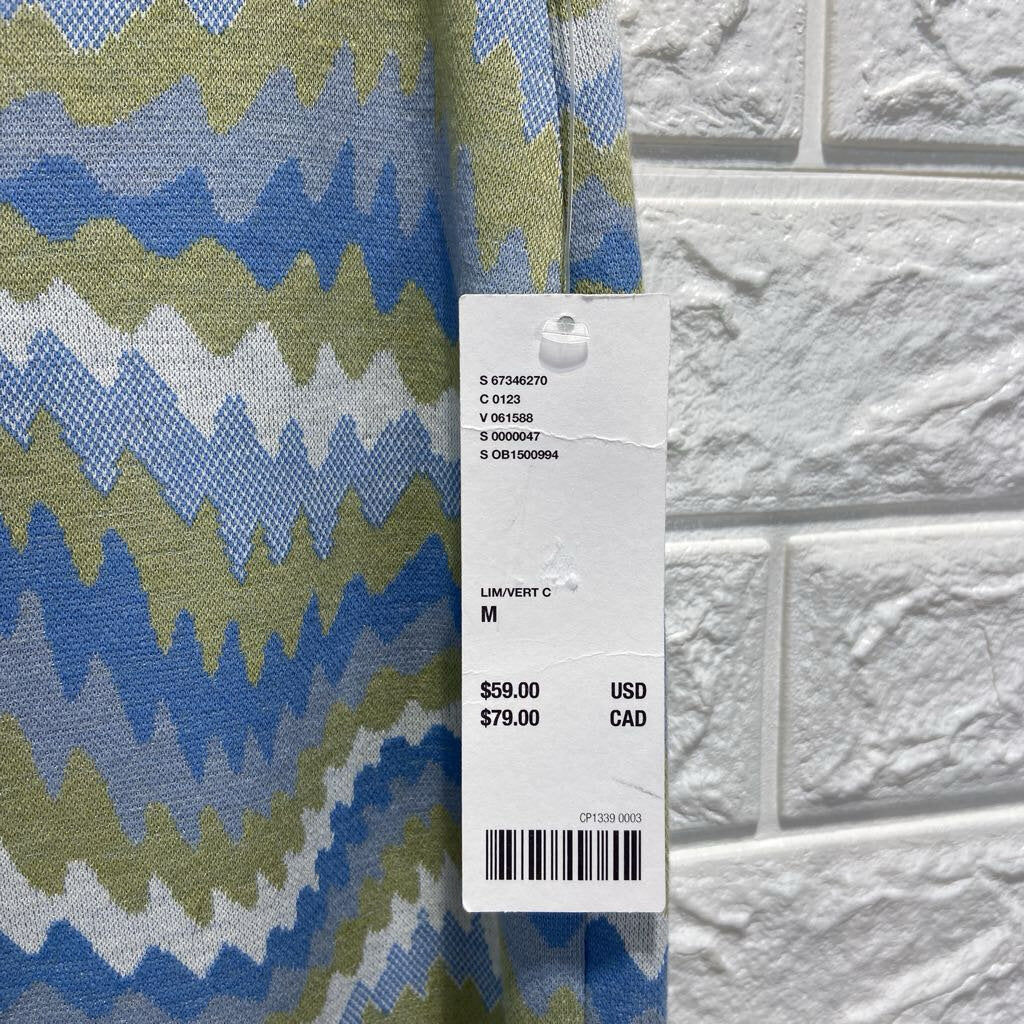 S 67346270
C 0123
V 061588
S 0000047
S OB1500994
LIM/VERT C
M
$59.00 USD
$79.00 CAD
CP1339 0003